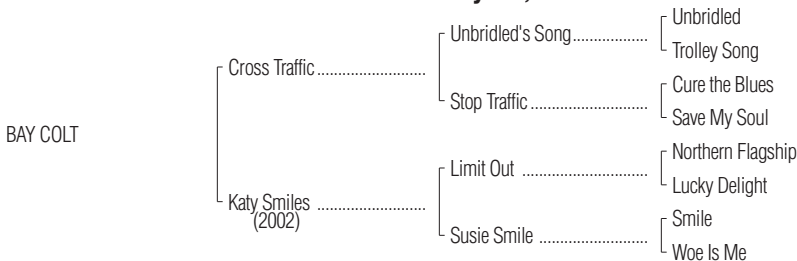 Unbridled
Unbridled's Song
Trolley Song
Cross Traffic
Cure the Blues
Stop Traffic
Save My Soul
BAY COLT
Northern Flagship
Limit Out
Lucky Delight
Katy Smiles
(2002)
Smile
Susie Smile
Woe Is Me